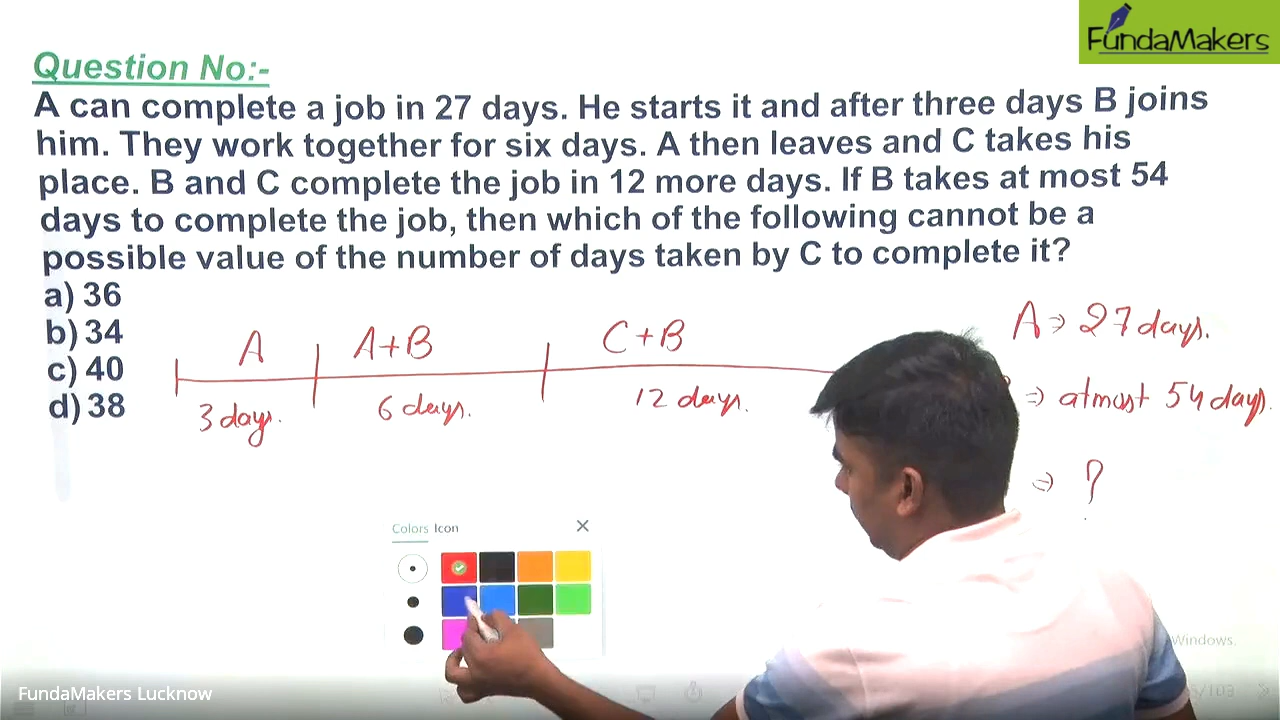 FundaMakers
Question No:-
A can complete a job in 27 days. He starts it and after three days B joins
him. They work together for six days. A then leaves and C takes his
place. B and C complete the job in 12 more days. If B takes at most 54
days to complete the job, then which of the following cannot be a
possible value of the number of days taken by C to complete it?
a) 36
b) 34
c) 40
d) 38
A A+B C+B
3 days. 6 days. 12 days.
A ⇒ 27 days.
⇒ atmost 54 days.
⇒ ?
Colors Icon
Windows.
/103
FundaMakers Lucknow